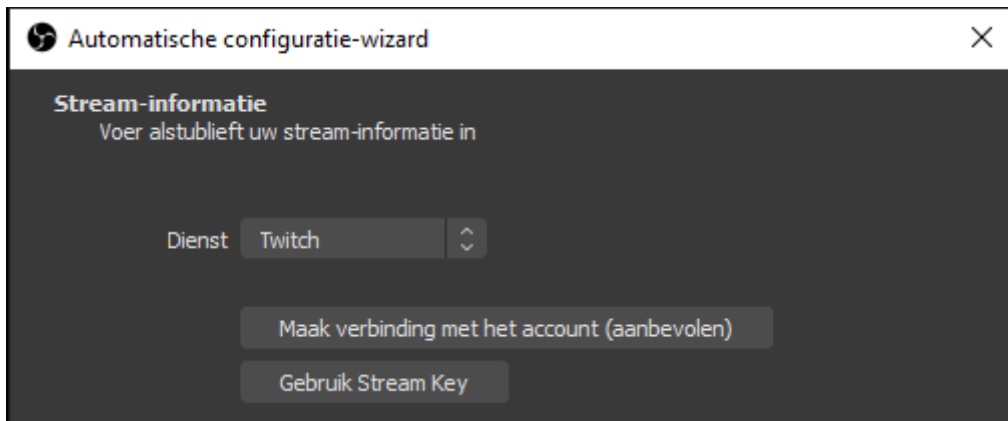 Automatische configuratie-wizard
Stream-informatie
Voer alstublieft uw stream-informatie in
Dienst Twitch
Maak verbinding met het account (aanbevolen)
Gebruik Stream Key